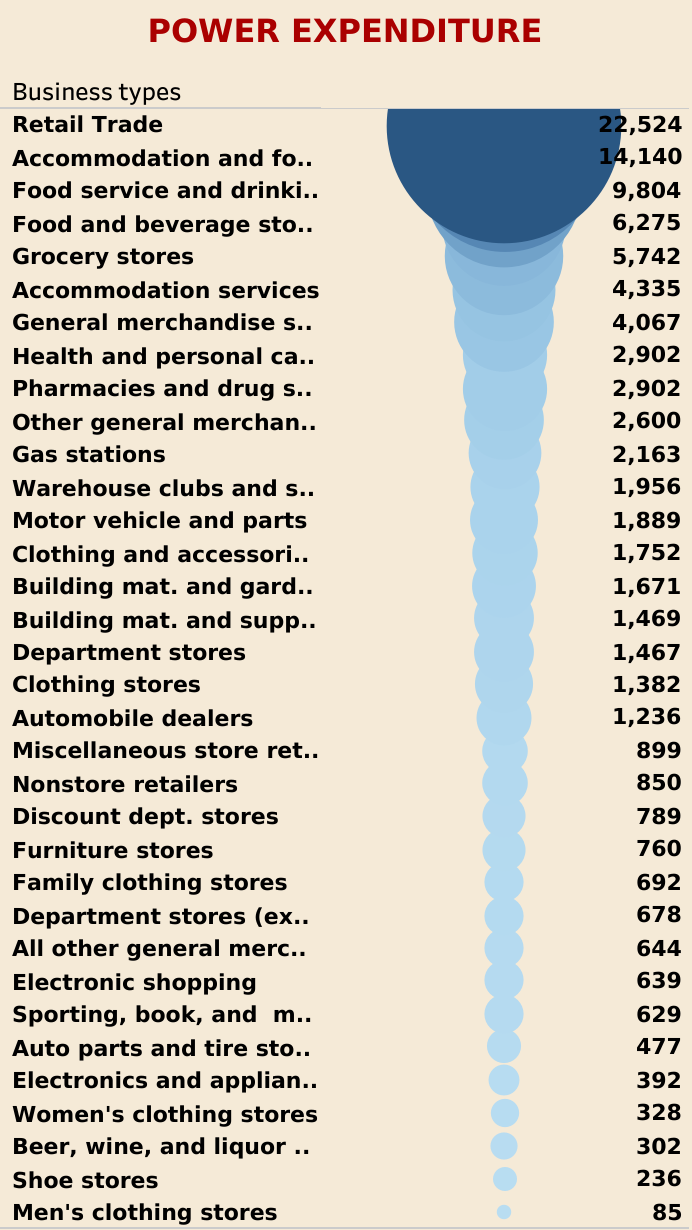 POWER EXPENDITURE
Business types
Retail Trade 22,524
Accommodation and fo.. 14,140
Food service and drinki.. 9,804
Food and beverage sto.. 6,275
Grocery stores 5,742
Accommodation services 4,335
General merchandise s.. 4,067
Health and personal ca.. 2,902
Pharmacies and drug s.. 2,902
Other general merchan.. 2,600
Gas stations 2,163
Warehouse clubs and s.. 1,956
Motor vehicle and parts 1,889
Clothing and accessori.. 1,752
Building mat. and gard.. 1,671
Building mat. and supp.. 1,469
Department stores 1,467
Clothing stores 1,382
Automobile dealers 1,236
Miscellaneous store ret.. 899
Nonstore retailers 850
Discount dept. stores 789
Furniture stores 760
Family clothing stores 692
Department stores (ex.. 678
All other general merc.. 644
Electronic shopping 639
Sporting, book, and  m.. 629
Auto parts and tire sto.. 477
Electronics and applian.. 392
Women's clothing stores 328
Beer, wine, and liquor .. 302
Shoe stores 236
Men's clothing stores 85